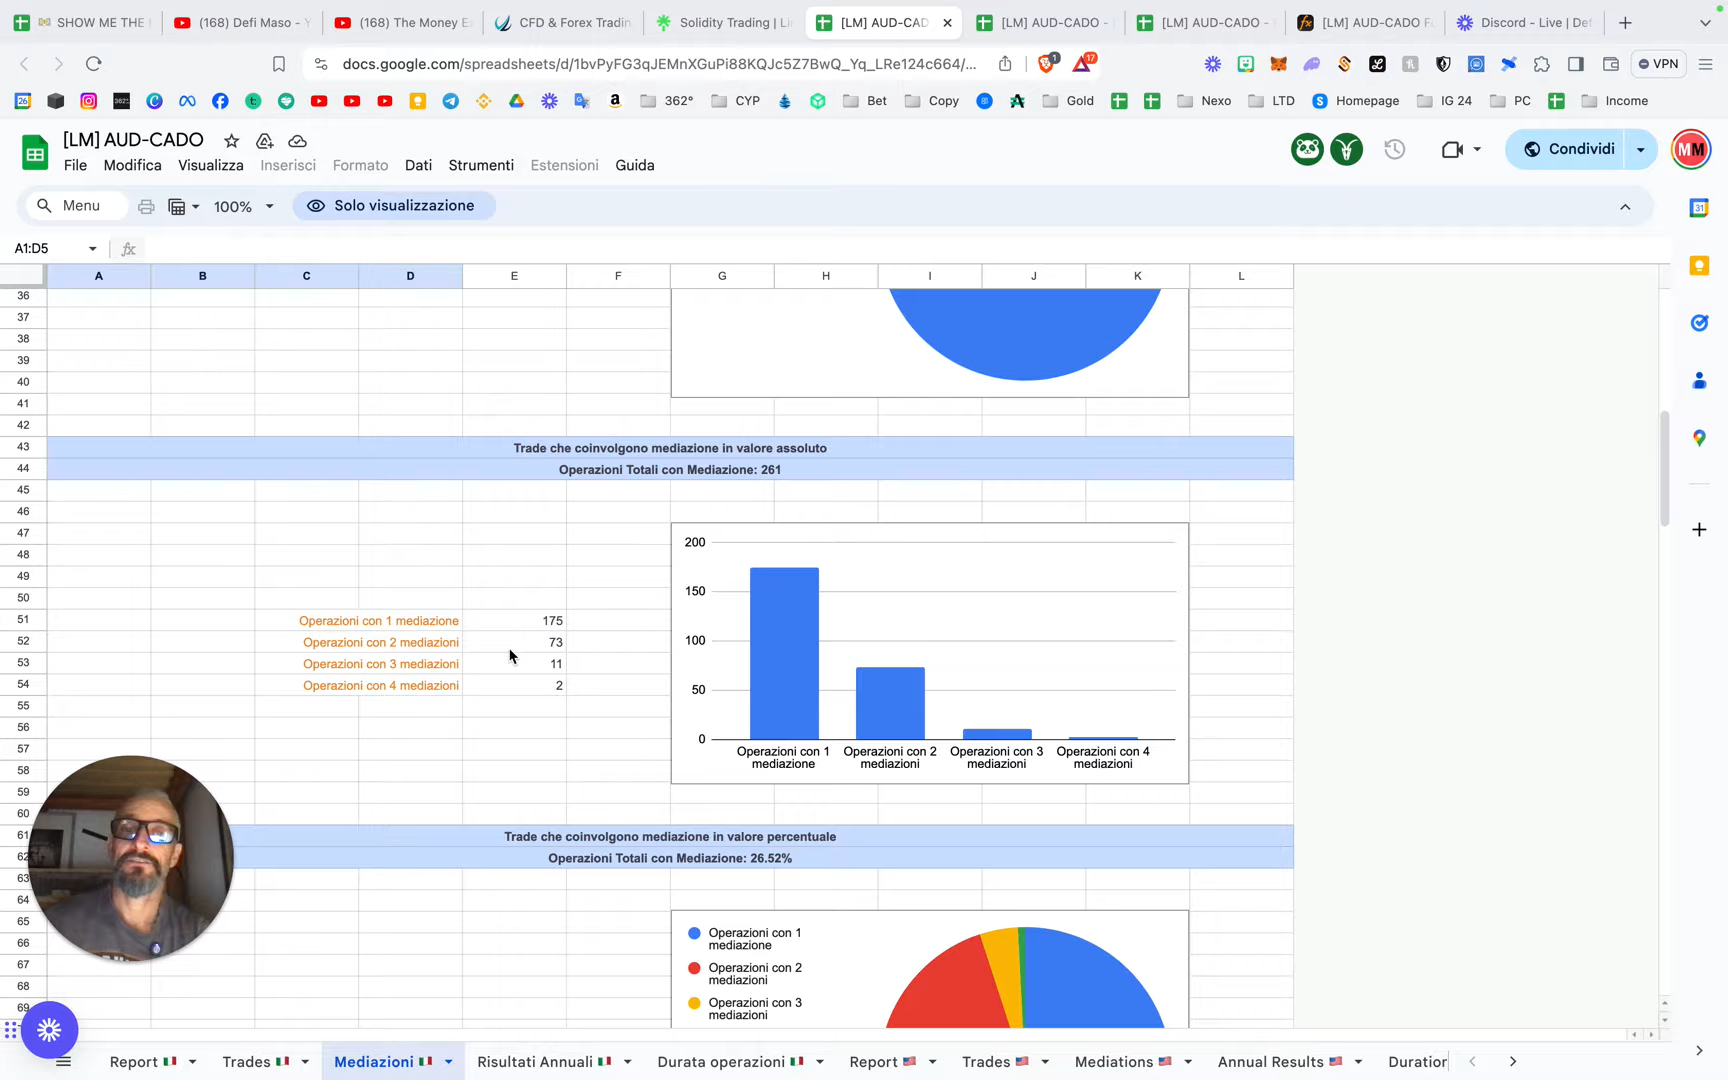 SHOW ME THE
(168) Defi Maso - Y
(168) The Money E
CFD & Forex Tradin
Solidity Trading | Li
[LM] AUD-CAD
[LM] AUD-CADO -
[LM] AUD-CADO -
[LM] AUD-CADO F
Discord - Live | Def
docs.google.com/spreadsheets/d/1bvPyFG3qJEMnXGuPi88KQJc5Z7BwQ_Yq_LRe124c664/...
1
17
VPN
26
3621
362°
CYP
Bet
Copy
Gold
Nexo
LTD
Homepage
IG 24
PC
Income
[LM] AUD-CADO
File Modifica Visualizza Inserisci Formato Dati Strumenti Estensioni Guida
Condividi
MM
Menu
100%
Solo visualizzazione
31
A1:D5
fx
A B C D E F G H I J K L
36
37
38
39
40
41
42
43 Trade che coinvolgono mediazione in valore assoluto
44 Operazioni Totali con Mediazione: 261
45
46
47
48
49
50
51 Operazioni con 1 mediazione 175
52 Operazioni con 2 mediazioni 73
53 Operazioni con 3 mediazioni 11
54 Operazioni con 4 mediazioni 2
55
56
57
58
59
60
200
150
100
50
0
Operazioni con 1 mediazione
Operazioni con 2 mediazioni
Operazioni con 3 mediazioni
Operazioni con 4 mediazioni
61 Trade che coinvolgono mediazione in valore percentuale
62 Operazioni Totali con Mediazione: 26.52%
63
64
65
66
67
68
69
Operazioni con 1
mediazione
Operazioni con 2
mediazioni
Operazioni con 3
mediazioni
Report
Trades
Mediazioni
Risultati Annuali
Durata operazioni
Report
Trades
Mediations
Annual Results
Duration